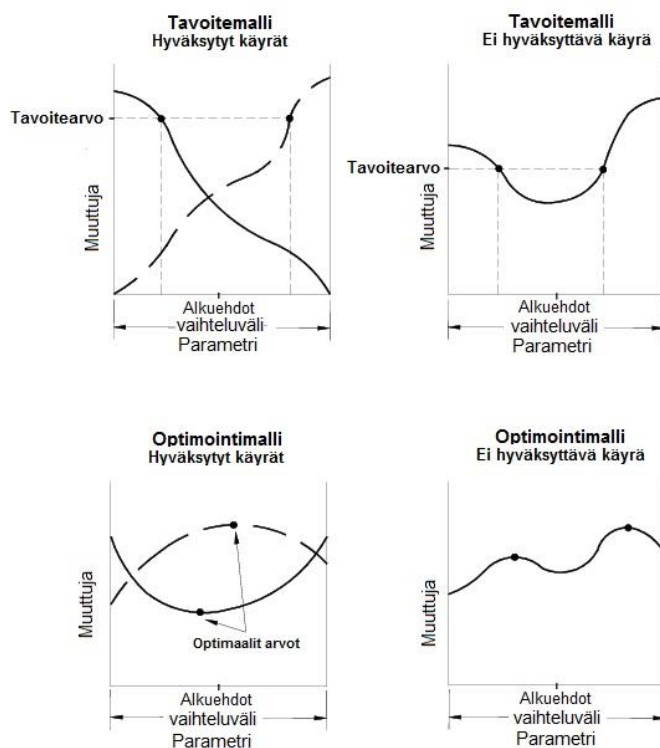 Tavoitemalli
Hyväksytyt käyrät
Tavoitearvo
Muuttuja
Alkuehdot
vaihteluväli
Parametri
Tavoitemalli
Ei hyväksyttävä käyrä
Tavoitearvo
Muuttuja
Alkuehdot
vaihteluväli
Parametri
Optimointimalli
Hyväksytyt käyrät
Muuttuja
Optimaalit arvot
Alkuehdot
vaihteluväli
Parametri
Optimointimalli
Ei hyväksyttävä käyrä
Muuttuja
Alkuehdot
vaihteluväli
Parametri